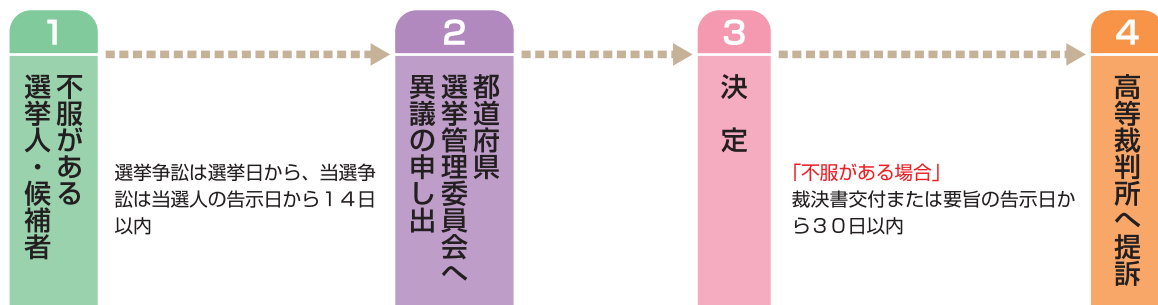 1
不服がある
選挙人・候補者
選挙争訟は選挙日から、当選争
訟は当選人の告示日から14日
以内
2
都道府県
選挙管理委員会へ
異議の申し出
3
決定
「不服がある場合」
裁決書交付または要旨の告示日か
ら30日以内
4
高等裁判所へ提訴